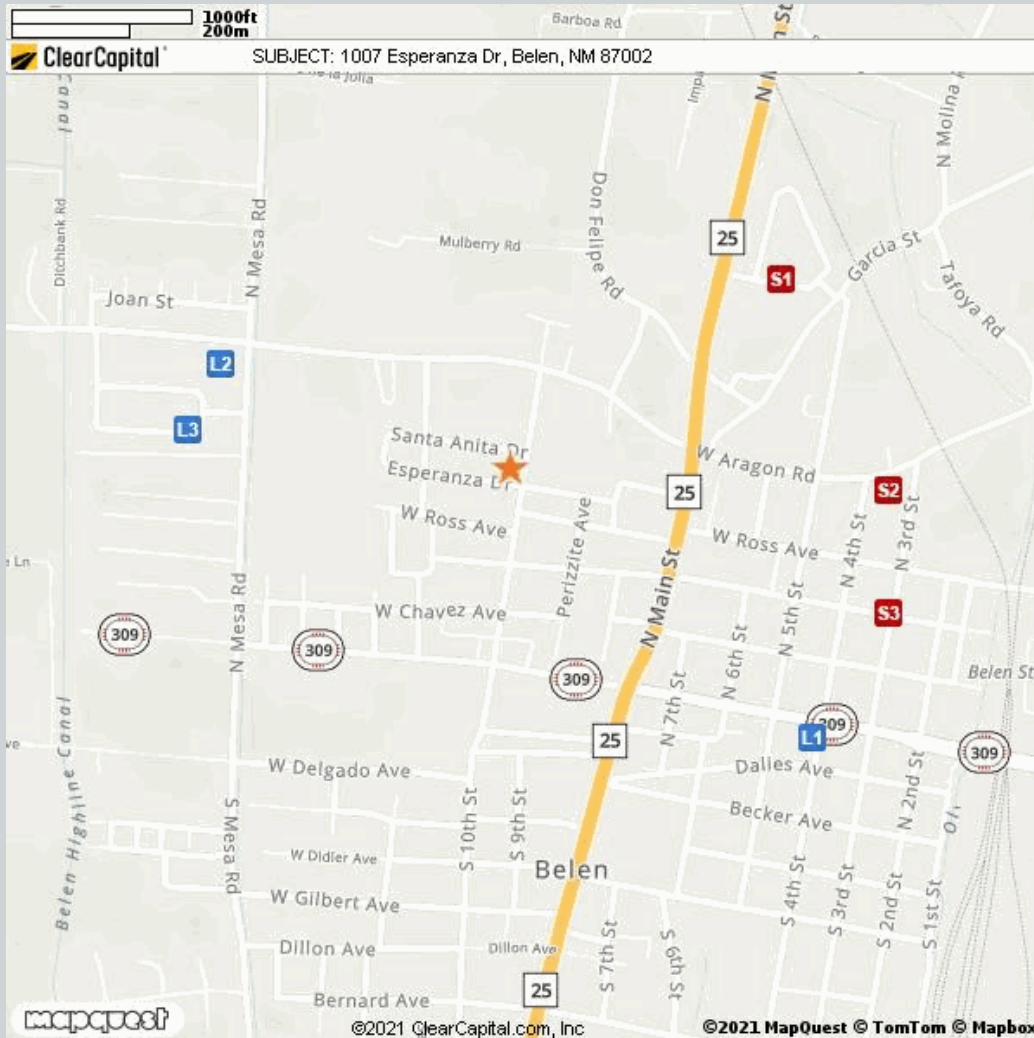 1000ft
200m
ClearCapital
SUBJECT: 1007 Esperanza Dr, Belen, NM 87002
Barboa Rd
N Molina
Ditchbank Rd
N Mesa Rd
Don Felipe Rd
25
Mulberry Rd
Garcia St
S1
Tafoya Rd
Joan St
L2
L3
Santa Anita Dr
Esperanza Dr
W Aragon Rd
25
S2
W Ross Ave
W Ross Ave
Perizzite Ave
N 4th St
N 3rd St
N Main St
W Chavez Ave
S3
N Mesa Rd
309
309
309
N 5th St
N 6th St
N 7th St
Belen St
309
L1
25
309
W Delgado Ave
Dalles Ave
Becker Ave
N 2nd St
Belen Highline Canal
S Mesa Rd
S 10th St
S 9th St
W Didier Ave
Belen
W Gilbert Ave
S 4th St
S 3rd St
S 2nd St
S 1st St
Dillon Ave
Dillon Ave
S 7th St
S 6th St
25
Bernard Ave
mapquest
©2021 ClearCapital.com, Inc
©2021 MapQuest © TomTom © Mapbox